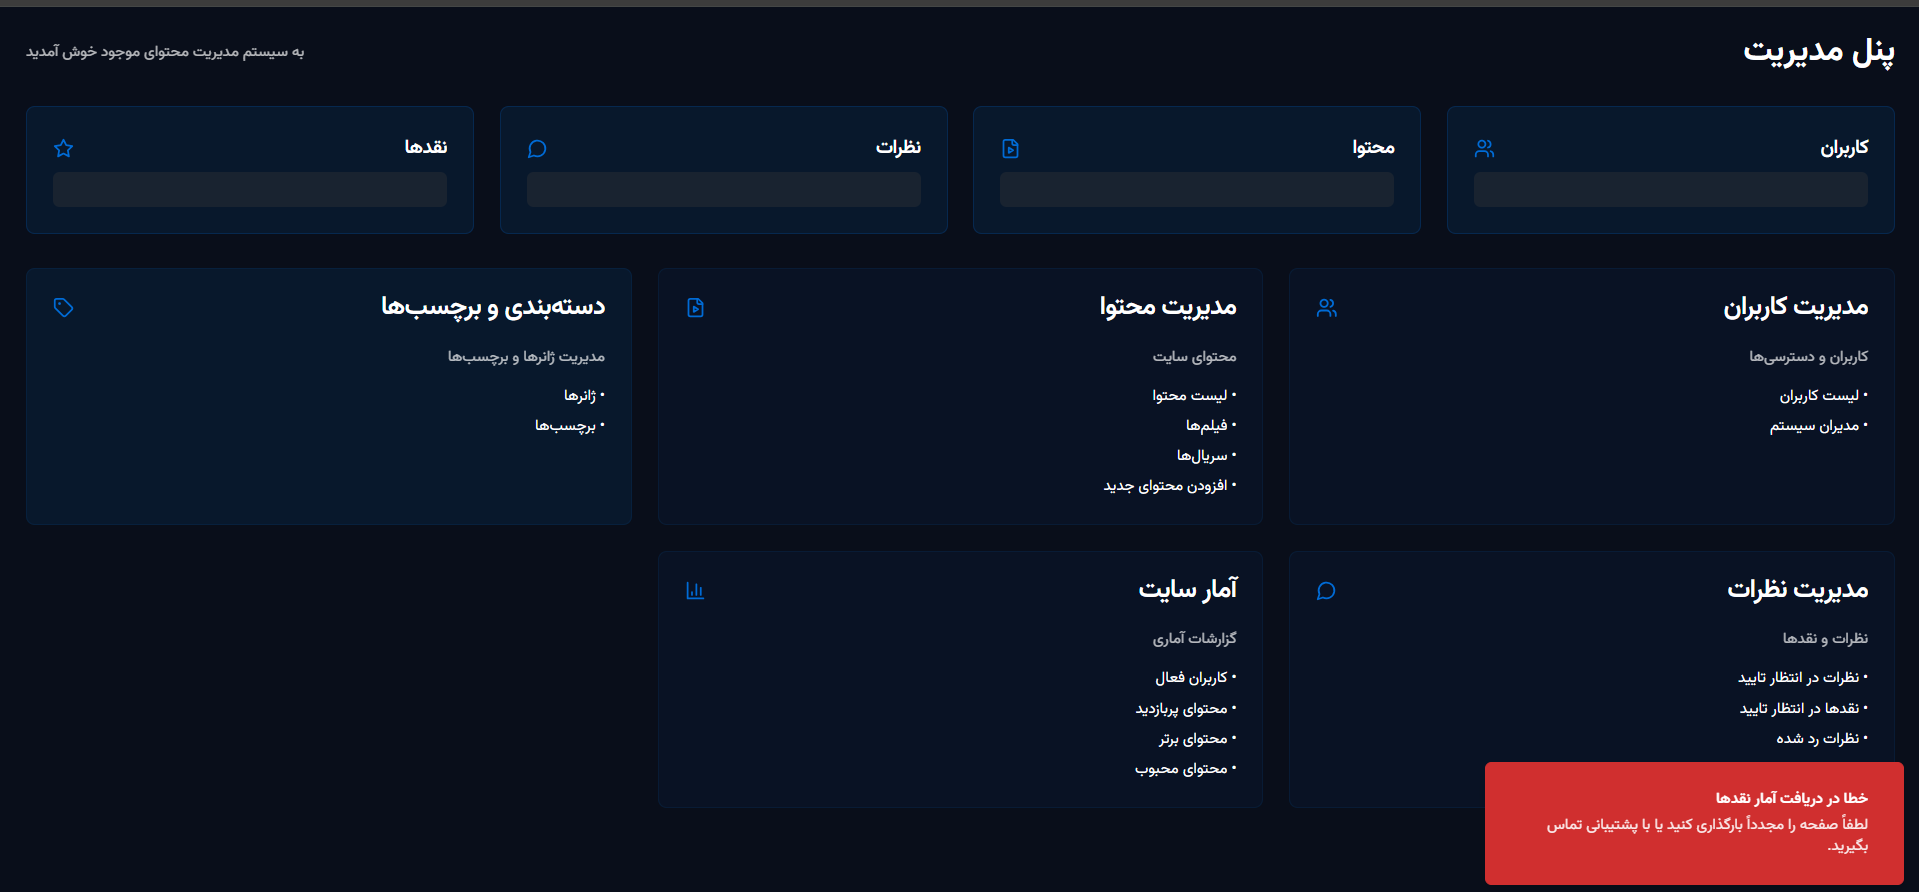 پنل مدیریت
به سیستم مدیریت محتوای موجود خوش آمدید
کاربران
محتوا
نظرات
نقدها
مدیریت کاربران
کاربران و دسترسی‌ها
• لیست کاربران
• مدیران سیستم
مدیریت محتوا
محتوای سایت
• لیست محتوا
• فیلم‌ها
• سریال‌ها
• افزودن محتوای جدید
دسته‌بندی و برچسب‌ها
مدیریت ژانرها و برچسب‌ها
• ژانرها
• برچسب‌ها
مدیریت نظرات
نظرات و نقدها
• نظرات در انتظار تایید
• نقدها در انتظار تایید
• نظرات رد شده
آمار سایت
گزارشات آماری
• کاربران فعال
• محتوای پربازدید
• محتوای برتر
• محتوای محبوب
خطا در دریافت آمار نقدها
لطفاً صفحه را مجدداً بارگذاری کنید یا با پشتیبانی تماس
بگیرید.